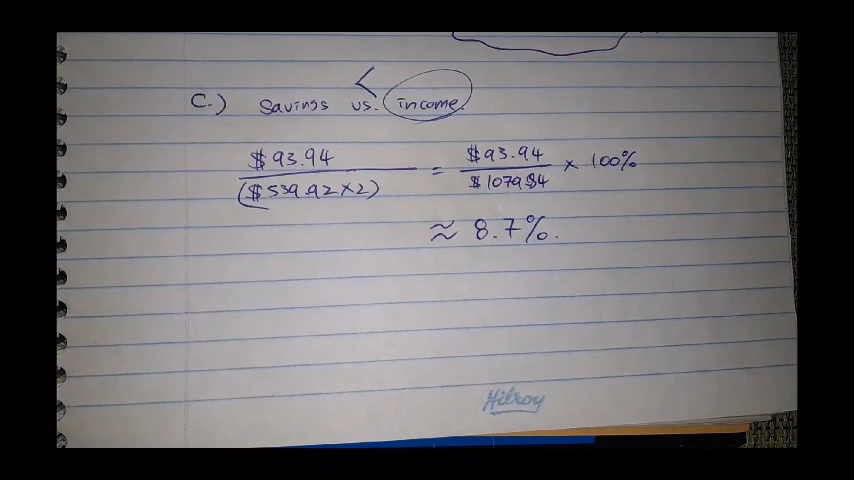 C.) Savings vs. < income.
$93.94 / ($539.92 x 2) = $93.94 / $1079.84 x 100%
≈ 8.7%.
Hilroy